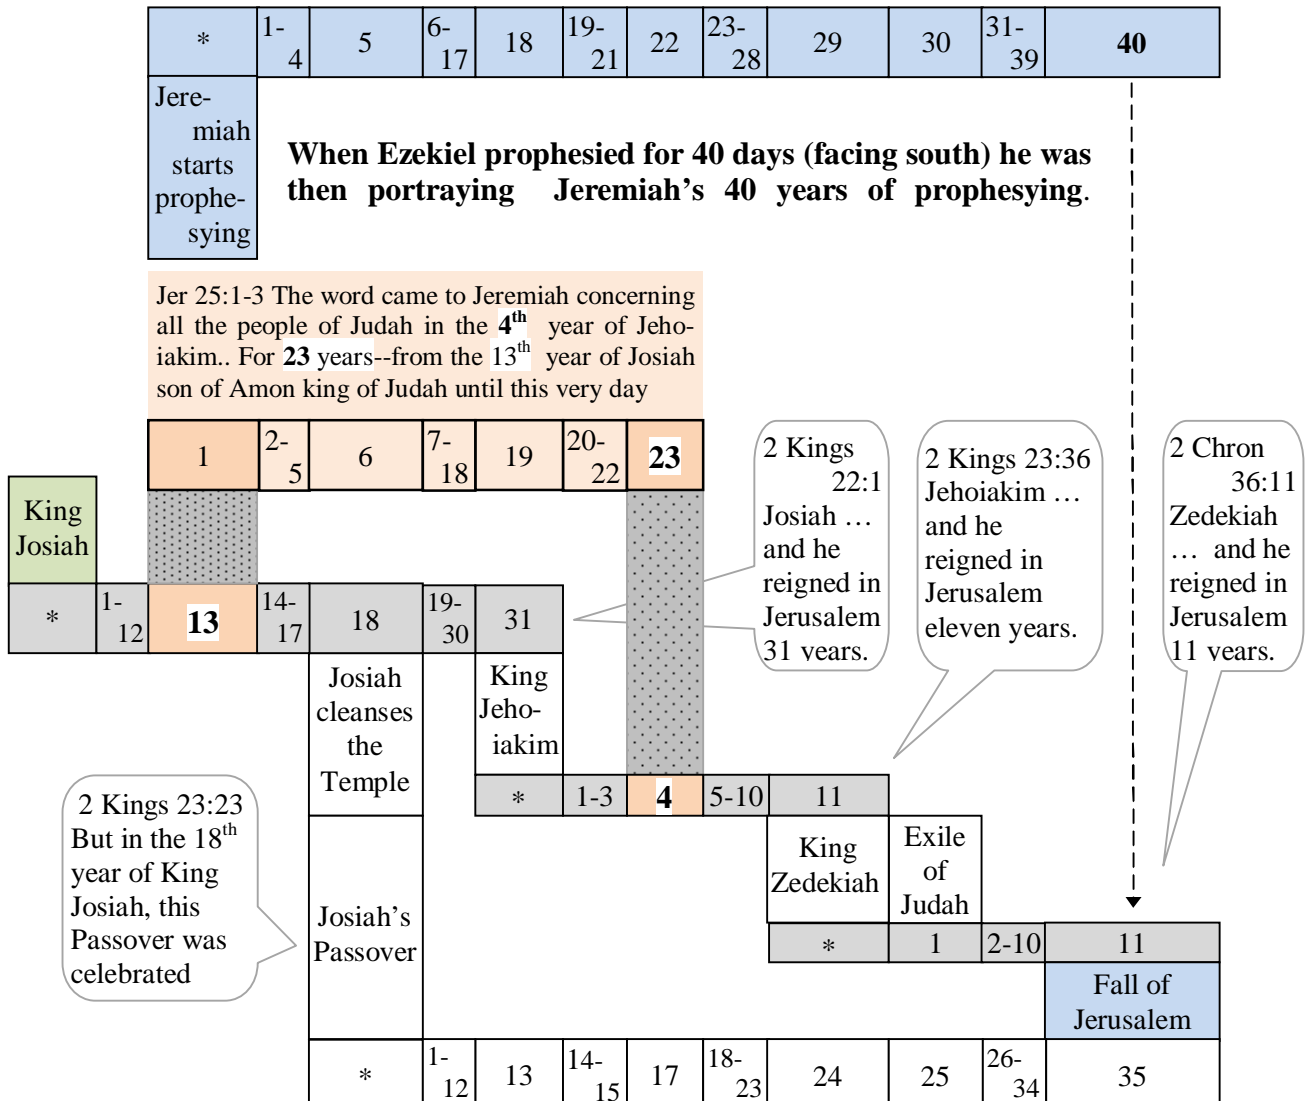 * 1- 5 6- 18 19- 22 23- 29 30 31- 40
4 17 21 28 39
Jere-
miah
starts
prophe-
sying
When Ezekiel prophesied for 40 days (facing south) he was
then portraying Jeremiah’s 40 years of prophesying.
Jer 25:1-3 The word came to Jeremiah concerning
all the people of Judah in the 4th year of Jeho-
iakim.. For 23 years--from the 13th year of Josiah
son of Amon king of Judah until this very day
1 2- 6 7- 19 20- 23
5 18 22
2 Kings
22:1
Josiah …
and he
reigned in
Jerusalem
31 years.
2 Kings 23:36
Jehoiakim …
and he
reigned in
Jerusalem
eleven years.
2 Chron
36:11
Zedekiah
… and he
reigned in
Jerusalem
11 years.
King
Josiah
* 1- 13 14- 18 19- 31
12 17 30
Josiah
cleanses
the
Temple
King
Jeho-
iakim
* 1-3 4 5-10 11
2 Kings 23:23
But in the 18th
year of King
Josiah, this
Passover was
celebrated
Josiah’s
Passover
King
Zedekiah
Exile
of
Judah
* 1 2-10 11
Fall of
Jerusalem
* 1- 13 14- 17 18- 24 25 26- 35
12 15 23 34